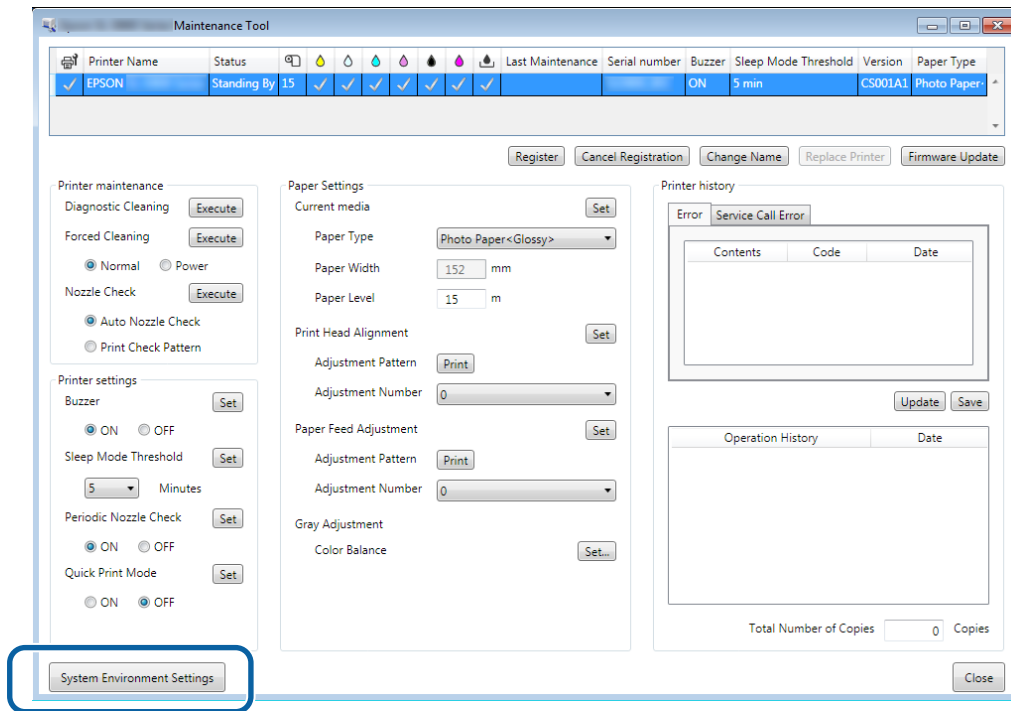 Maintenance Tool
Printer Name Status Last Maintenance Serial number Buzzer Sleep Mode Threshold Version Paper Type
EPSON Standing By 15 ON 5 min CS001A1 Photo Paper
Register Cancel Registration Change Name Replace Printer Firmware Update
Printer maintenance
Diagnostic Cleaning Execute
Forced Cleaning Execute
Normal Power
Nozzle Check Execute
Auto Nozzle Check
Print Check Pattern
Printer settings
Buzzer Set
ON OFF
Sleep Mode Threshold Set
5 Minutes
Periodic Nozzle Check Set
ON OFF
Quick Print Mode Set
ON OFF
Paper Settings
Current media Set
Paper Type Photo Paper<Glossy>
Paper Width 152 mm
Paper Level 15 m
Print Head Alignment Set
Adjustment Pattern Print
Adjustment Number 0
Paper Feed Adjustment Set
Adjustment Pattern Print
Adjustment Number 0
Gray Adjustment
Color Balance Set...
Printer history
Error Service Call Error
Contents Code Date
Update Save
Operation History Date
Total Number of Copies 0 Copies
System Environment Settings Close